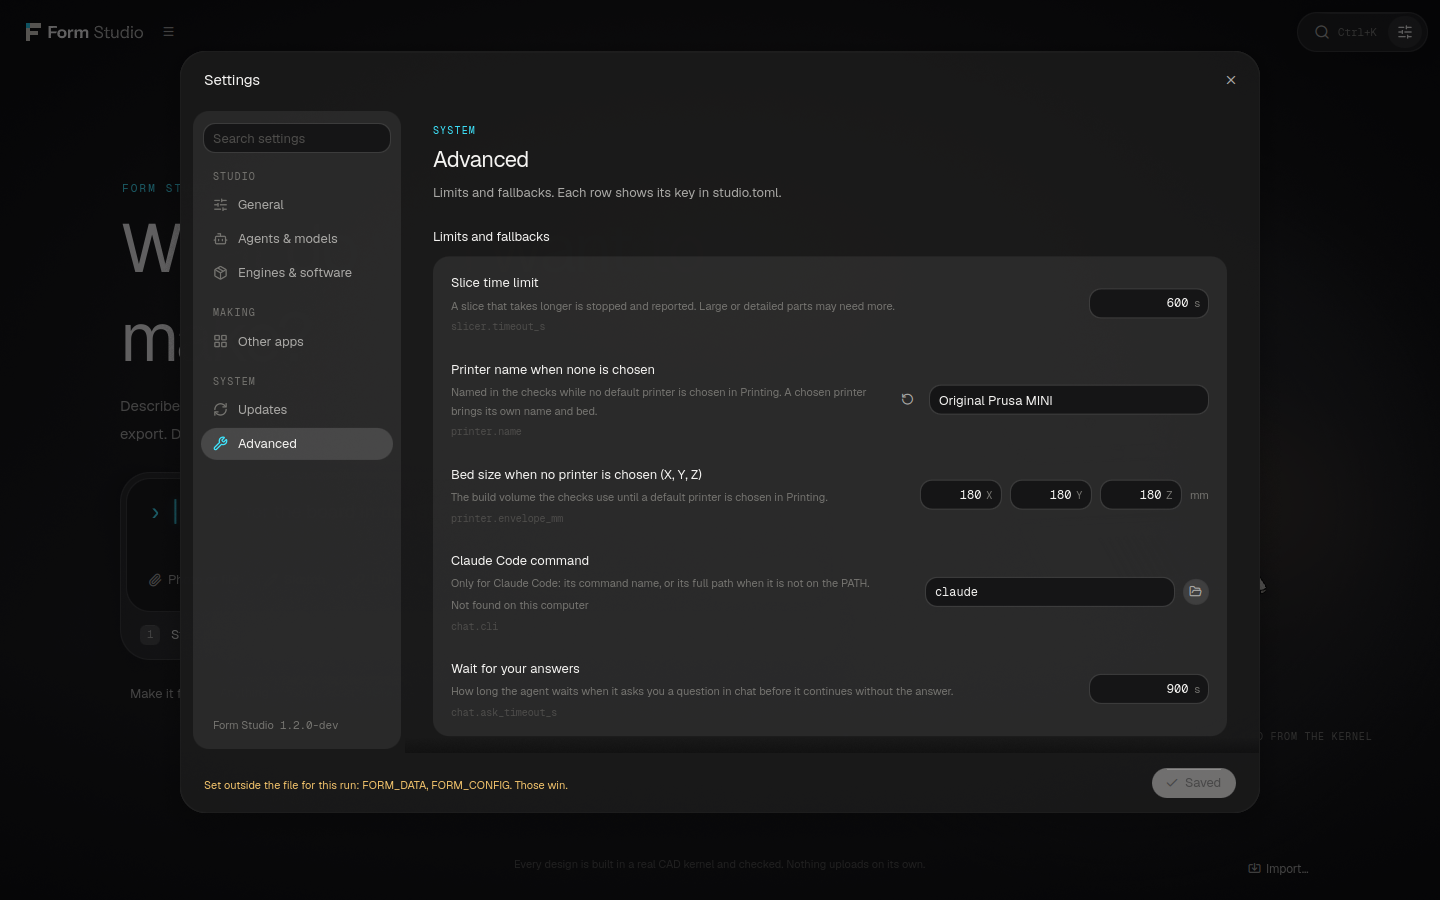 Form Studio
Ctrl+K
Settings
Search settings
STUDIO
General
Agents & models
Engines & software
MAKING
Other apps
SYSTEM
Updates
Advanced
Form Studio 1.2.0-dev
SYSTEM
Advanced
Limits and fallbacks. Each row shows its key in studio.toml.
Limits and fallbacks
Slice time limit
A slice that takes longer is stopped and reported. Large or detailed parts may need more.
slicer.timeout_s
600 s
Printer name when none is chosen
Named in the checks while no default printer is chosen in Printing. A chosen printer
brings its own name and bed.
printer.name
Original Prusa MINI
Bed size when no printer is chosen (X, Y, Z)
The build volume the checks use until a default printer is chosen in Printing.
printer.envelope_mm
180 X 180 Y 180 Z mm
Claude Code command
Only for Claude Code: its command name, or its full path when it is not on the PATH.
Not found on this computer
chat.cli
claude
Wait for your answers
How long the agent waits when it asks you a question in chat before it continues without the answer.
chat.ask_timeout_s
900 s
Set outside the file for this run: FORM_DATA, FORM_CONFIG. Those win.
Saved
FORM ST
W
ma
Describe
export. D
Ph
1 S
Make it f
FROM THE KERNEL
Every design is built in a real CAD kernel and checked. Nothing uploads on its own.
Import…